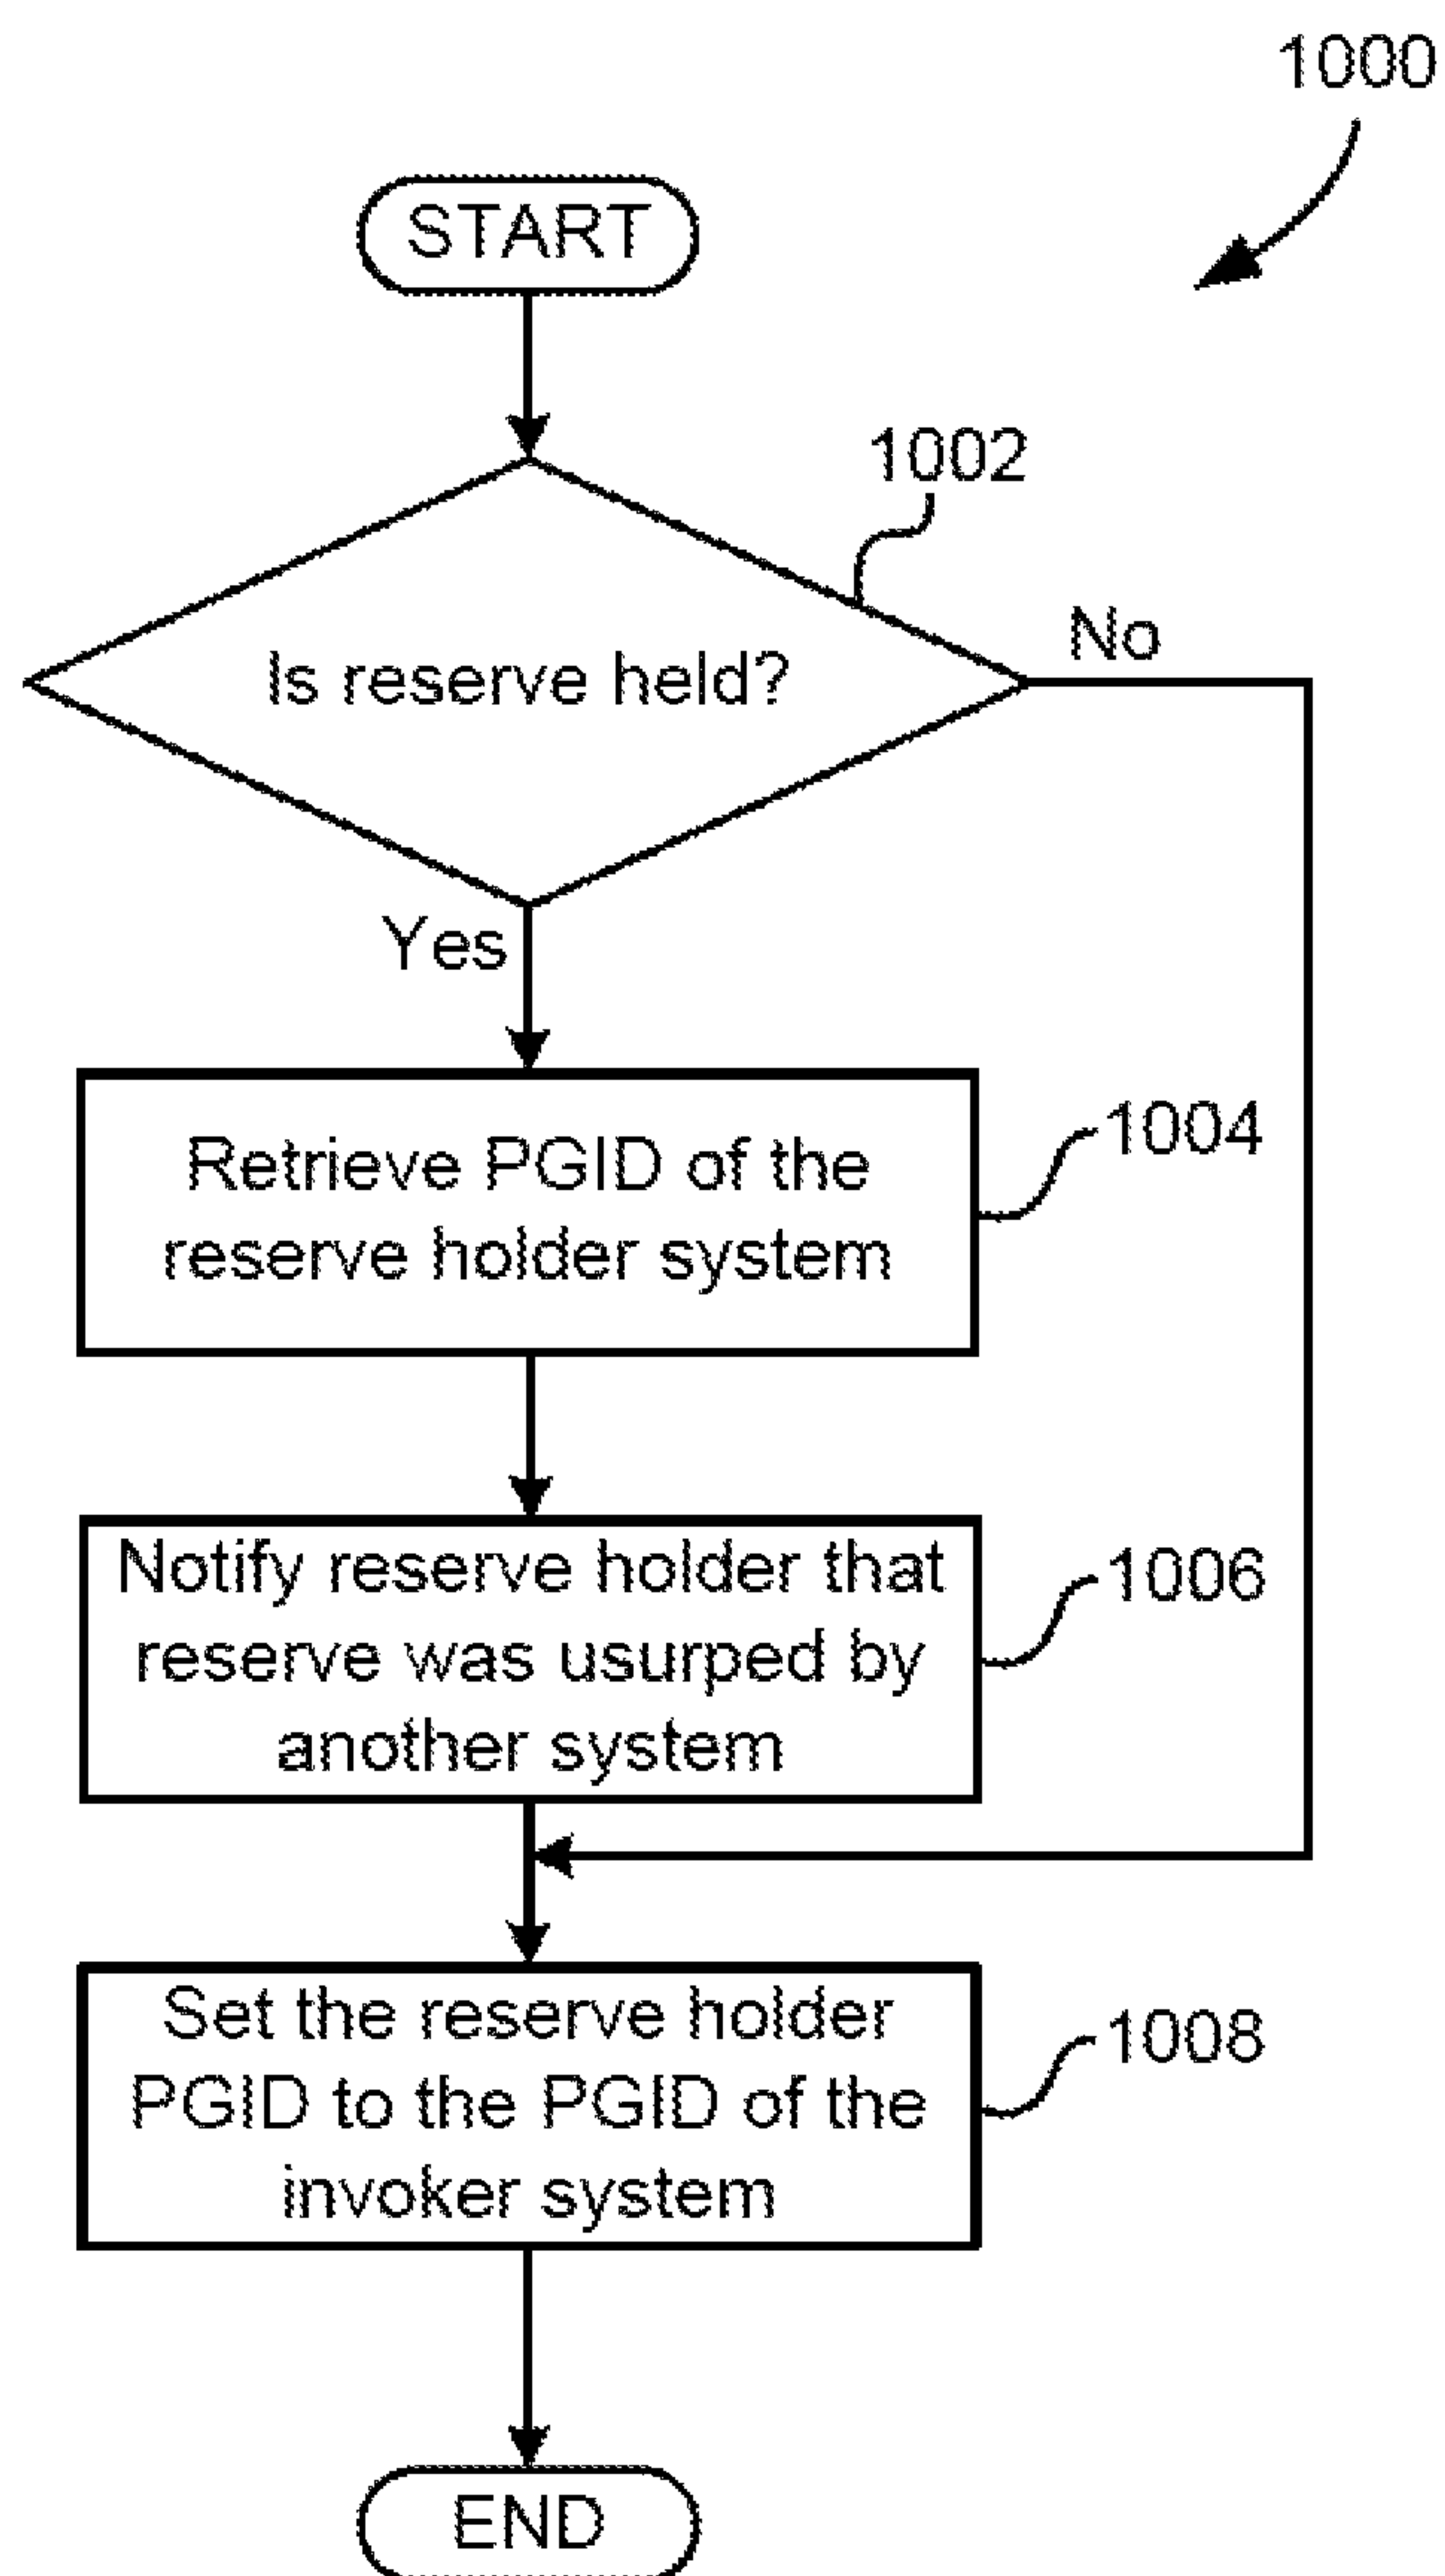 1000
START
1002
No
Is reserve held?
Yes
Retrieve PGID of the
reserve holder system
1004
Notify reserve holder that
reserve was usurped by
another system
1006
Set the reserve holder
PGID to the PGID of the
invoker system
1008
END